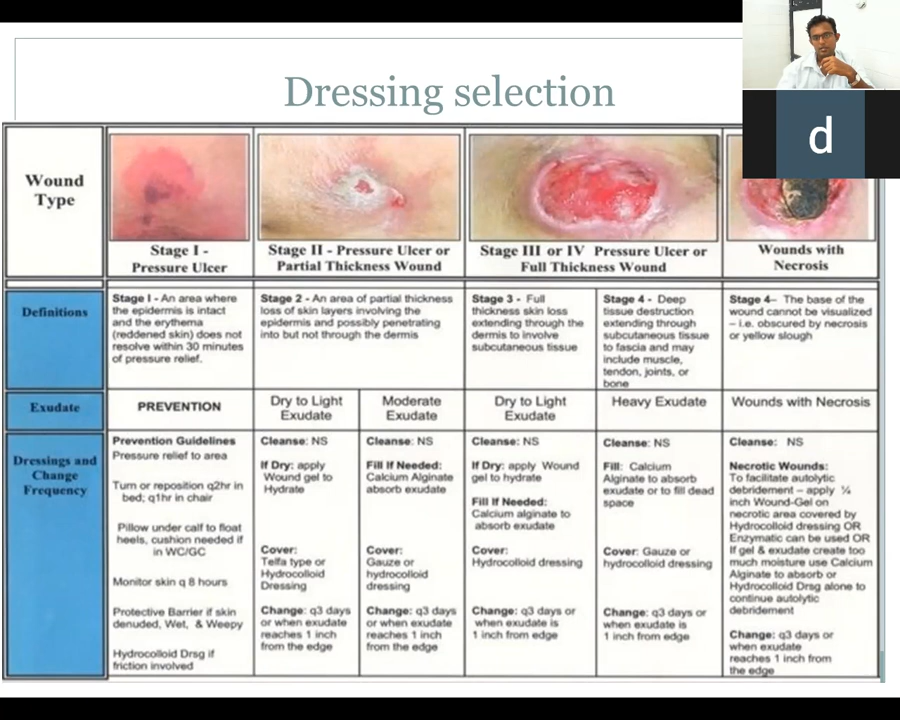 Dressing selection
d
Wound
Type
Stage I -
Pressure Ulcer
Stage II - Pressure Ulcer or
Partial Thickness Wound
Stage III or IV Pressure Ulcer or
Full Thickness Wound
Wounds with
Necrosis
Definitions
Stage I - An area where
the epidermis is intact
and the erythema
(reddened skin) does not
resolve within 30 minutes
of pressure relief.
Stage 2 - An area of partial thickness
loss of skin layers involving the
epidermis and possibly penetrating
into but not through the dermis
Stage 3 - Full
thickness skin loss
extending through the
dermis to involve
subcutaneous tissue
Stage 4 - Deep
tissue destruction
extending through
subcutaneous tissue
to fascia and may
include muscle,
tendon, joints, or
bone
Stage 4– The base of the
wound cannot be visualized
– i.e. obscured by necrosis
or yellow slough
Exudate
PREVENTION
Dry to Light
Exudate
Moderate
Exudate
Dry to Light
Exudate
Heavy Exudate
Wounds with Necrosis
Dressings and
Change
Frequency
Prevention Guidelines
Pressure relief to area
Turn or reposition q2hr in
bed; q1hr in chair
Pillow under calf to float
heels, cushion needed if
in WC/GC
Monitor skin q 8 hours
Protective Barrier if skin
denuded, Wet, & Weepy
Hydrocolloid Drsg if
friction involved
Cleanse: NS
If Dry: apply
Wound gel to
Hydrate
Cover:
Telfa type or
Hydrocolloid
Dressing
Change: q3 days
or when exudate
reaches 1 inch
from the edge
Cleanse: NS
Fill If Needed:
Calcium Alginate
absorb exudate
Cover:
Gauze or
hydrocolloid
dressing
Change: q3 days
or when exudate
reaches 1 inch
from the edge
Cleanse: NS
If Dry: apply Wound
gel to hydrate
Fill If Needed:
Calcium alginate to
absorb exudate
Cover:
Hydrocolloid dressing
Change: q3 days or
when exudate is
1 inch from edge
Cleanse: NS
Fill: Calcium
Alginate to absorb
exudate or to fill dead
space
Cover: Gauze or
hydrocolloid dressing
Change: q3 days or
when exudate is
1 inch from edge
Cleanse: NS
Necrotic Wounds:
To facilitate autolytic
debridement – apply ¼
inch Wound-Gel on
necrotic area covered by
Hydrocolloid dressing OR
Enzymatic can be used OR
If gel & exudate create too
much moisture use Calcium
Alginate to absorb or
Hydrocolloid Drsg alone to
continue autolytic
debridement
Change: q3 days or
when exudate
reaches 1 inch from
the edge